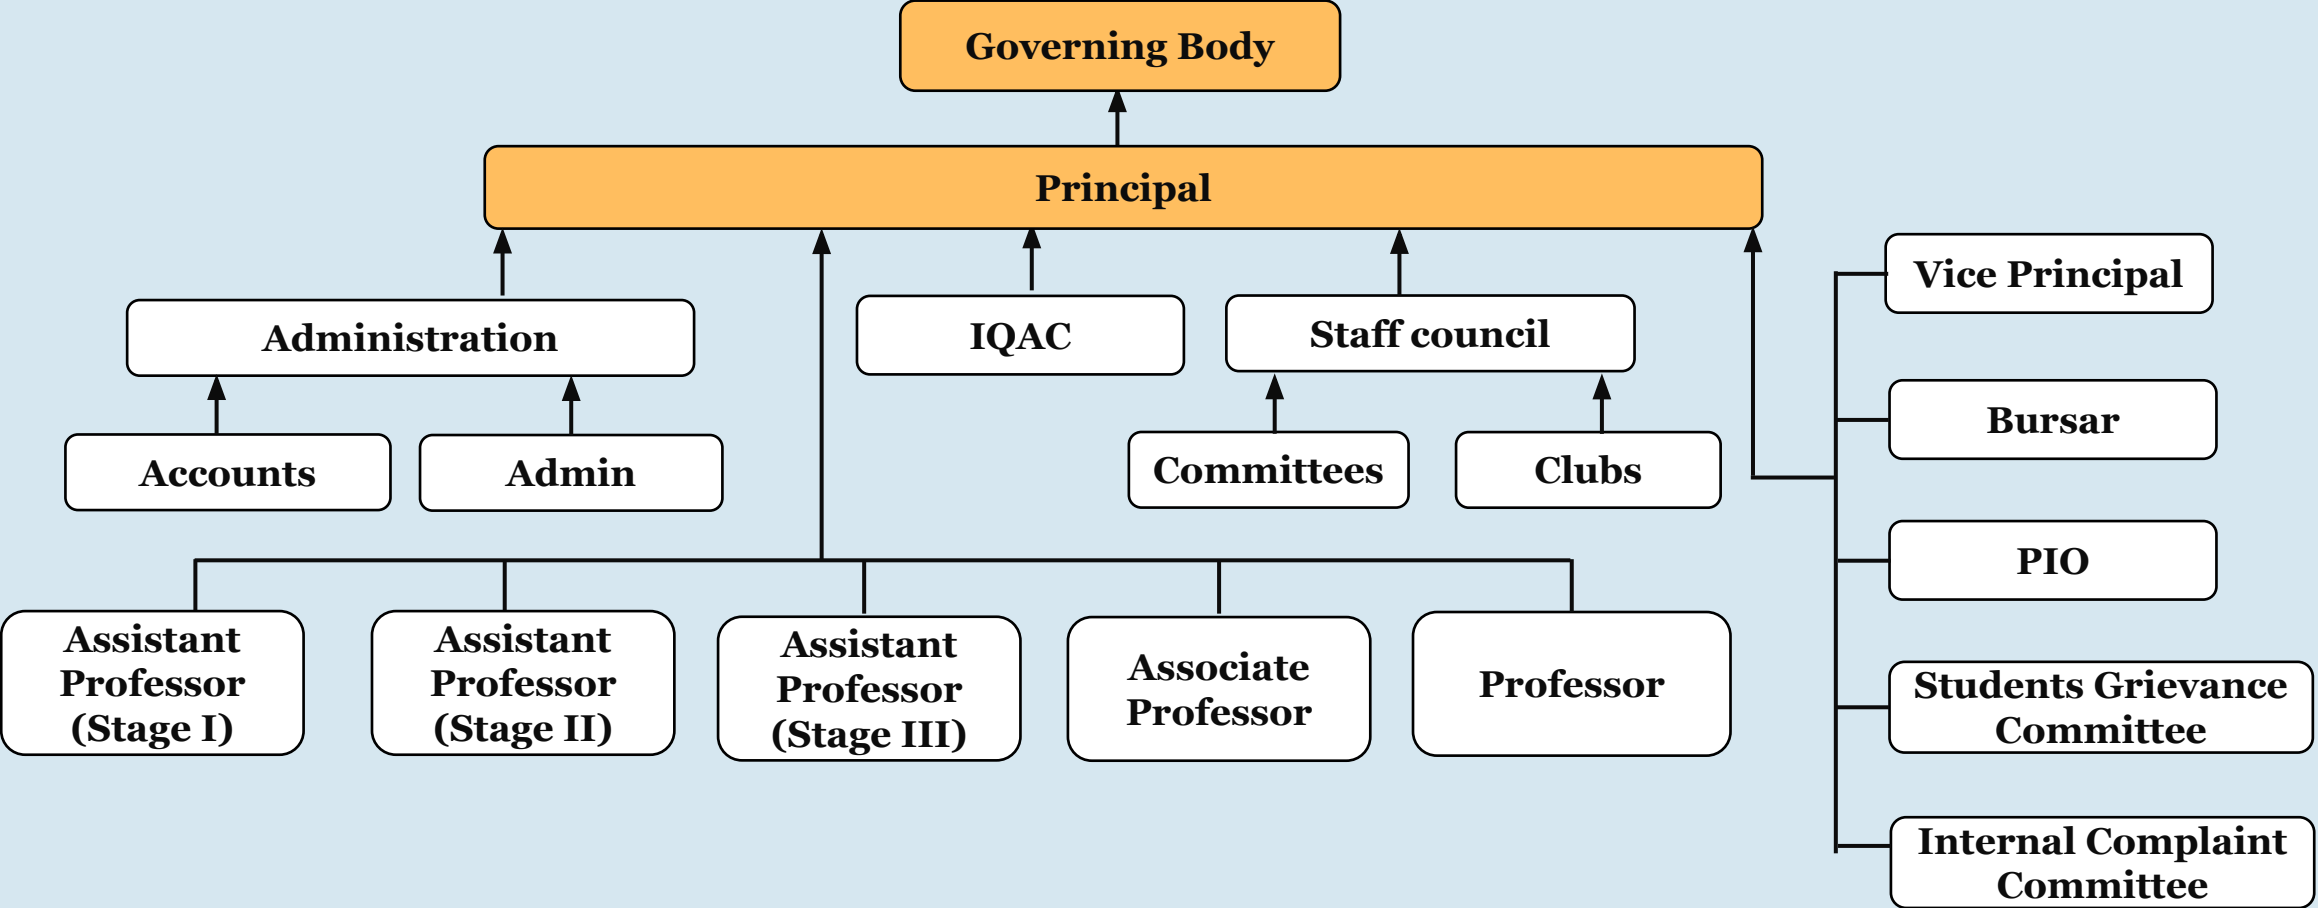 Governing Body
Principal
Administration
IQAC
Staff council
Accounts
Admin
Committees
Clubs
Assistant
Professor
(Stage I)
Assistant
Professor
(Stage II)
Assistant
Professor
(Stage III)
Associate
Professor
Professor
Vice Principal
Bursar
PIO
Students Grievance
Committee
Internal Complaint
Committee